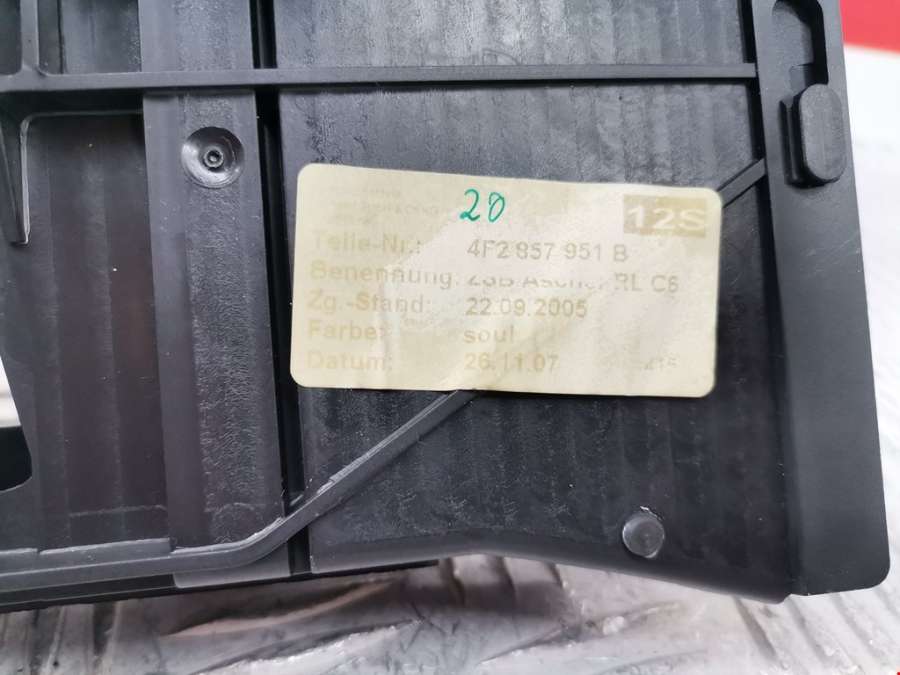 20
12S
Teile-Nr.: 4F2 857 951 B
Benennung: ZSB Ascher RL C6
Zg.-Stand: 22.09.2005
Farbe: soul
Datum: 26.11.07